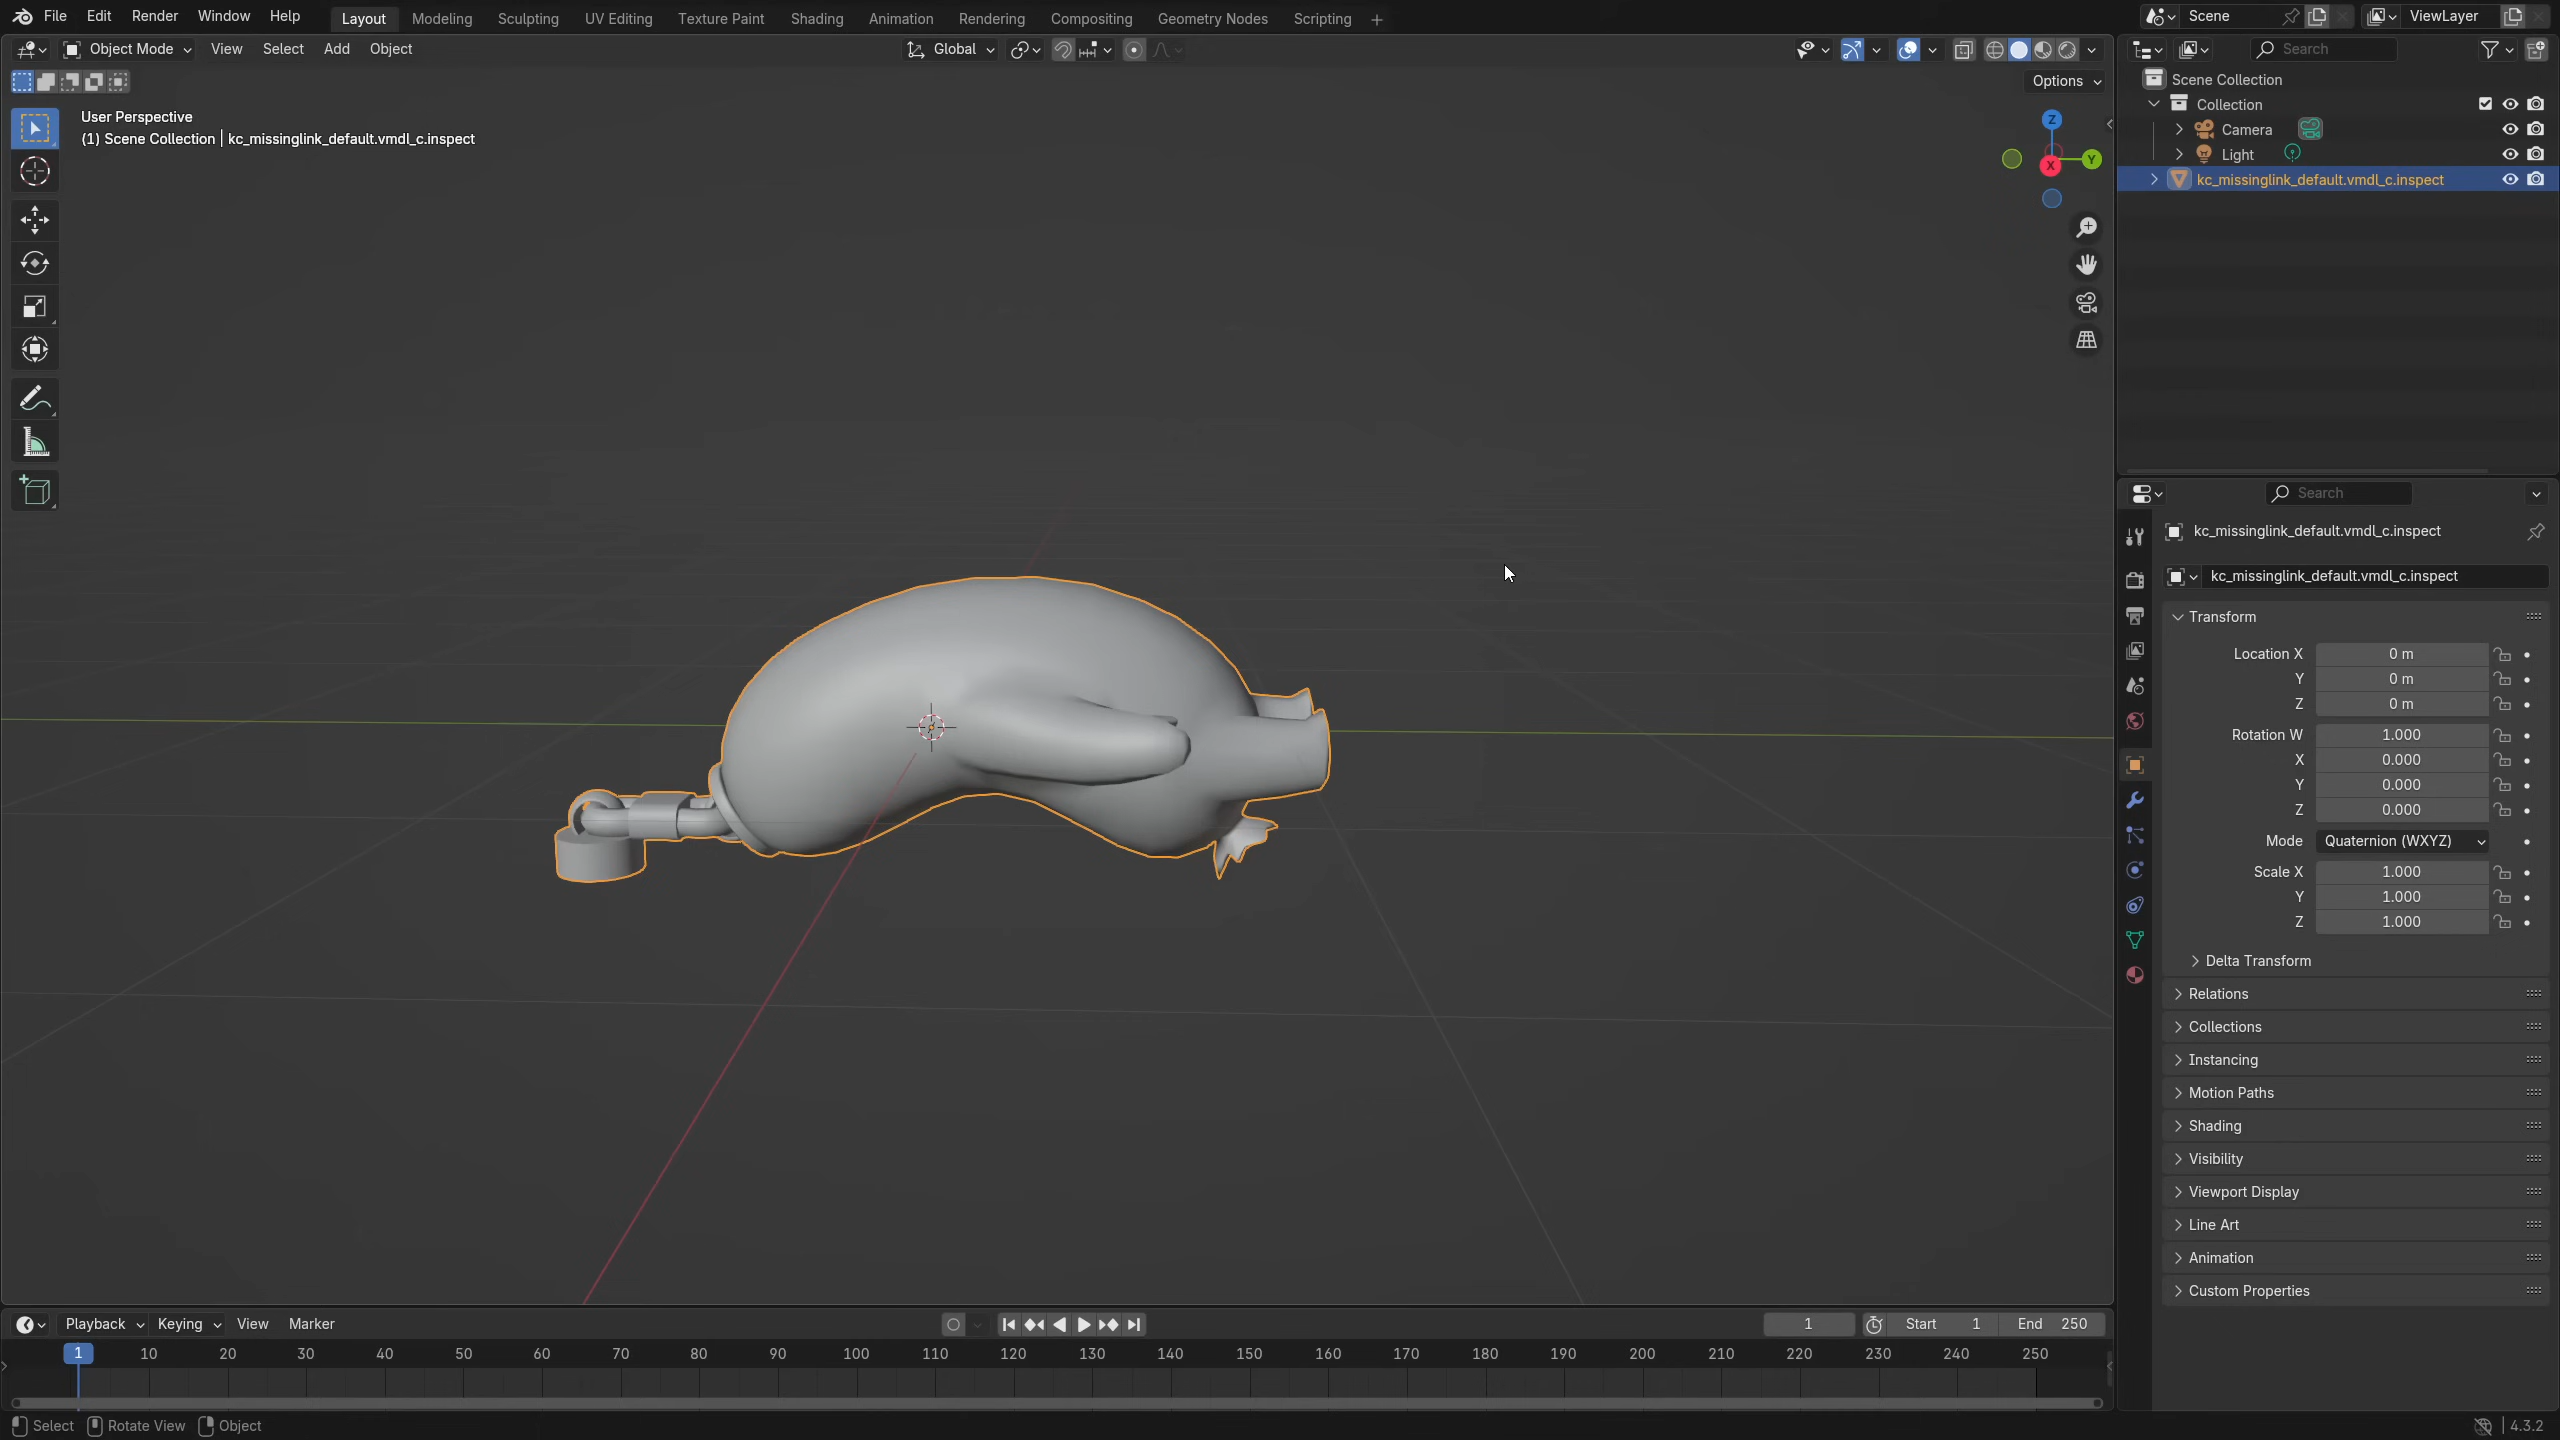 File Edit Render Window Help Layout Modeling Sculpting UV Editing Texture Paint Shading Animation Rendering Compositing Geometry Nodes Scripting + Scene ViewLayer
Object Mode View Select Add Object Global Search
Options
User Perspective
(1) Scene Collection | kc_missinglink_default.vmdl_c.inspect
Z
Y
X
Scene Collection
Collection
Camera
Light
kc_missinglink_default.vmdl_c.inspect
Search
kc_missinglink_default.vmdl_c.inspect
kc_missinglink_default.vmdl_c.inspect
Transform
Location X 0 m
Y 0 m
Z 0 m
Rotation W 1.000
X 0.000
Y 0.000
Z 0.000
Mode Quaternion (WXYZ)
Scale X 1.000
Y 1.000
Z 1.000
Delta Transform
Relations
Collections
Instancing
Motion Paths
Shading
Visibility
Viewport Display
Line Art
Animation
Custom Properties
Playback Keying View Marker 1 Start 1 End 250
1 10 20 30 40 50 60 70 80 90 100 110 120 130 140 150 160 170 180 190 200 210 220 230 240 250
Select Rotate View Object 4.3.2